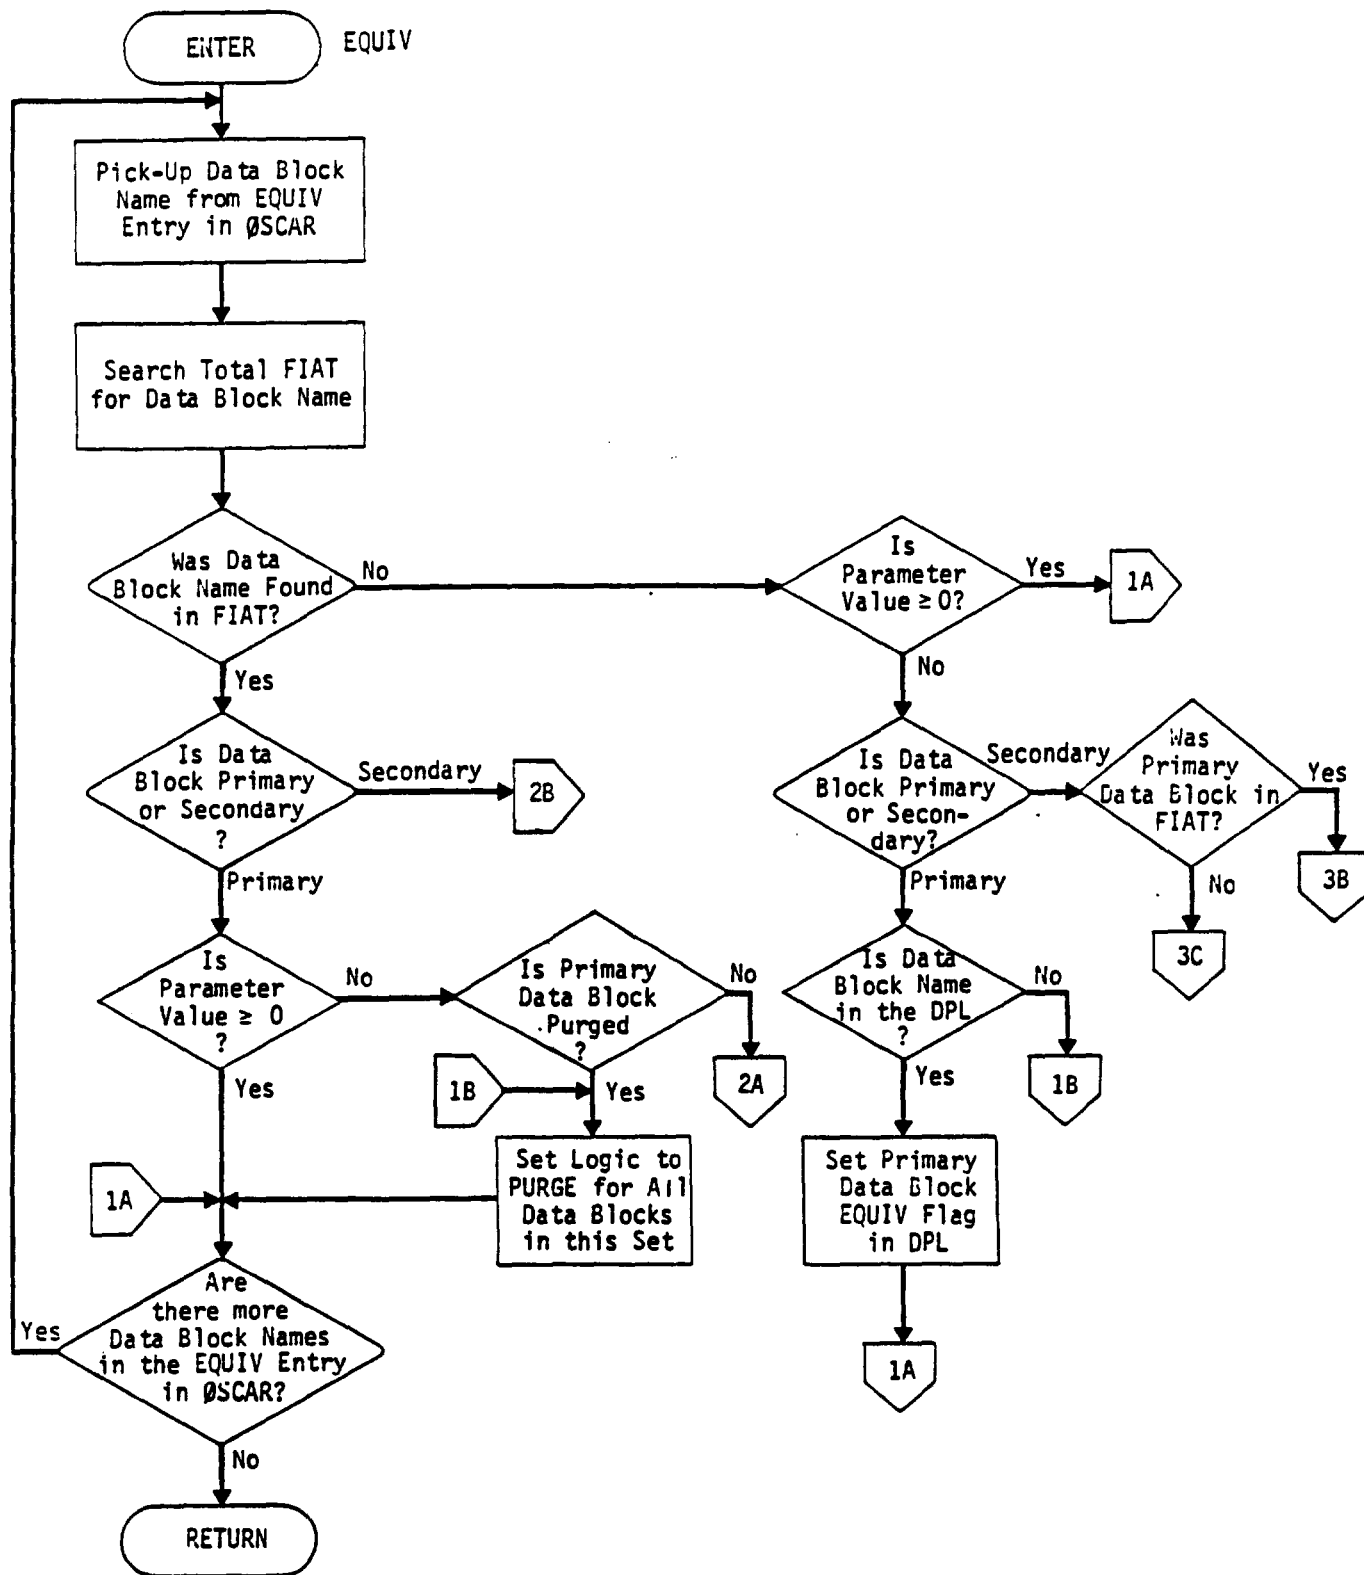 ENTER
EQUIV
Pick-Up Data Block
Name from EQUIV
Entry in ØSCAR
Search Total FIAT
for Data Block Name
Was Data
Block Name Found
in FIAT?
No
Is
Parameter
Value ≥ 0?
Yes
1A
Yes
No
Is Data
Block Primary
or Secondary
?
Secondary
2B
Is Data
Block Primary
or Secon-
dary?
Secondary
Was
Primary
Data Block in
FIAT?
Yes
3B
No
3C
Primary
Primary
Is
Parameter
Value ≥ 0
?
No
Is Primary
Data Block
Purged
?
No
2A
Is Data
Block Name
in the DPL
?
No
1B
Yes
1B
Yes
Yes
1A
Set Logic to
PURGE for All
Data Blocks
in this Set
Set Primary
Data Block
EQUIV Flag
in DPL
1A
Are
there more
Data Block Names
in the EQUIV Entry
in ØSCAR?
Yes
No
RETURN